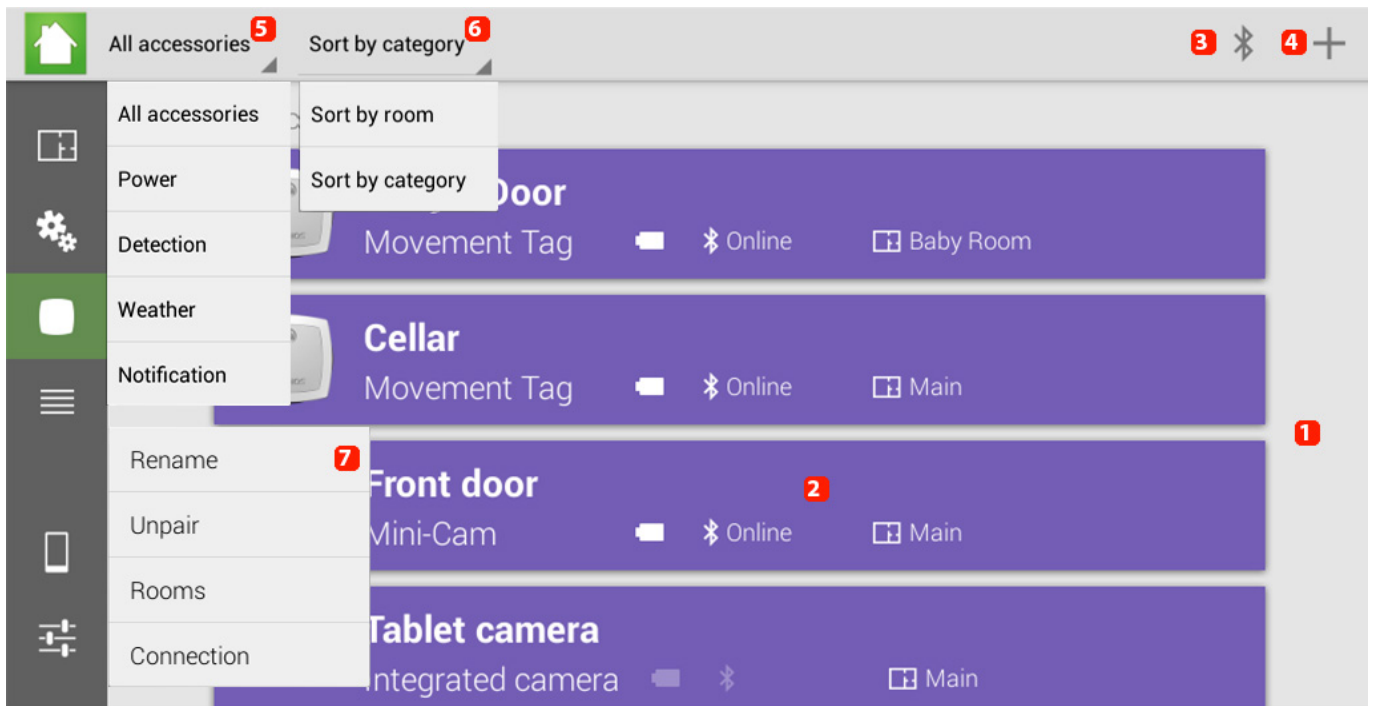 All accessories 5
Sort by category 6
3
4
All accessories
Power
Detection
Weather
Notification
Sort by room
Sort by category
Door
Movement Tag Online Baby Room
Cellar
Movement Tag Online Main
1
Rename 7
Unpair
Rooms
Connection
Front door
2
Mini-Cam Online Main
Tablet camera
Integrated camera Main